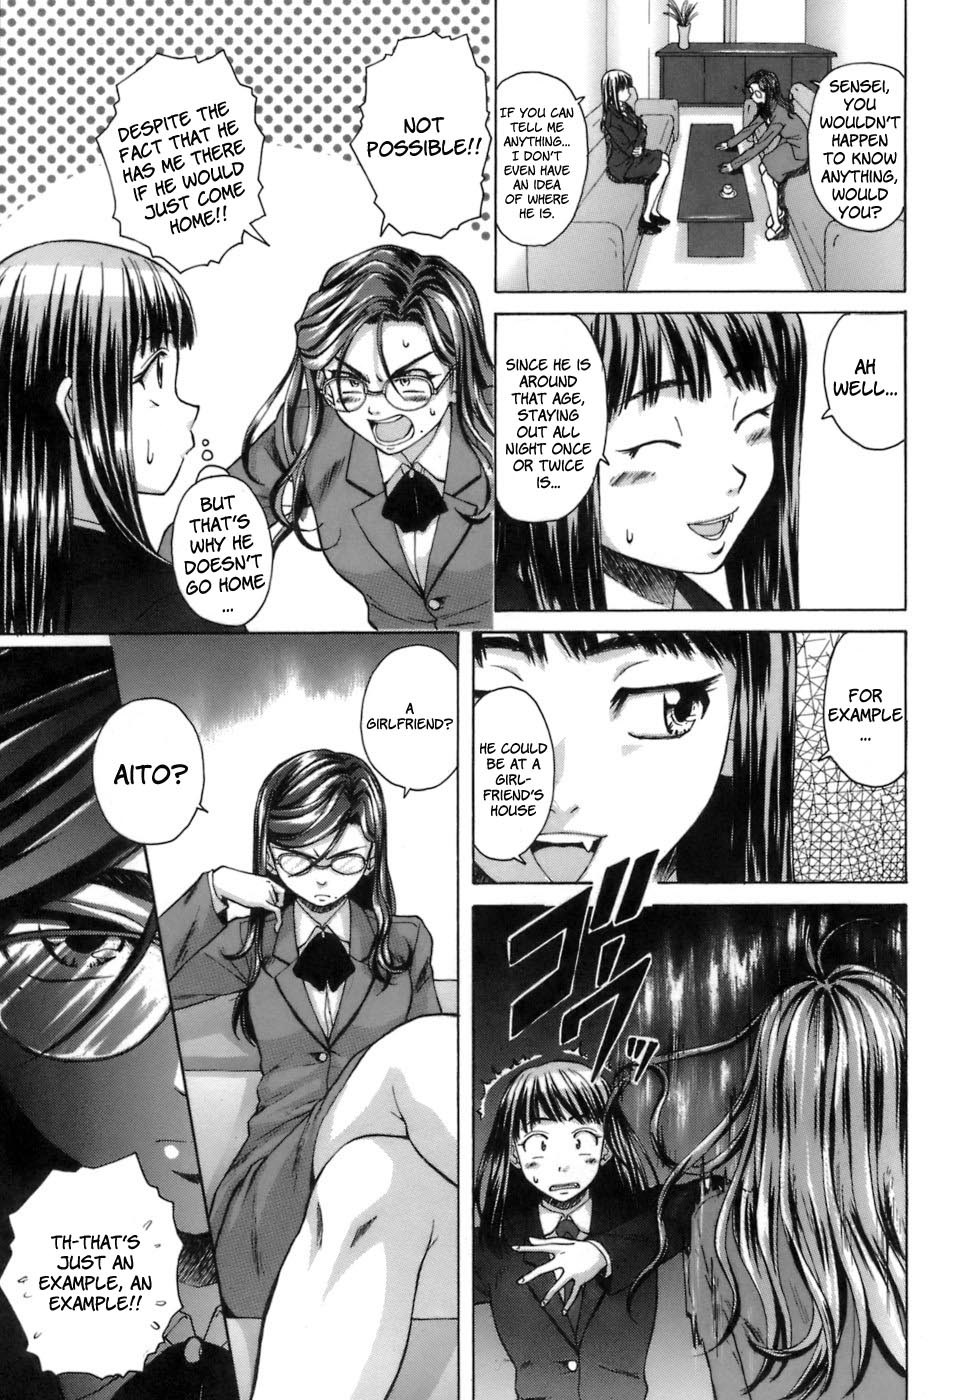 SENSEI,
YOU
WOULDN'T
HAPPEN
TO KNOW
ANYTHING,
WOULD
YOU?
IF YOU CAN
TELL ME
ANYTHING...
I DON'T
EVEN HAVE
AN IDEA
OF WHERE
HE IS.
AH
WELL...
SINCE HE IS
AROUND
THAT AGE,
STAYING
OUT ALL
NIGHT ONCE
OR TWICE
IS...
NOT
POSSIBLE!!
DESPITE THE
FACT THAT HE
HAS ME THERE
IF HE WOULD
JUST COME
HOME!!
BUT
THAT'S
WHY HE
DOESN'T
GO HOME
...
FOR
EXAMPLE
...
HE COULD
BE AT A
GIRL-
FRIEND'S
HOUSE
A
GIRLFRIEND?
AITO?
ゴゴッ
TH-THAT'S
JUST AN
EXAMPLE, AN
EXAMPLE!!